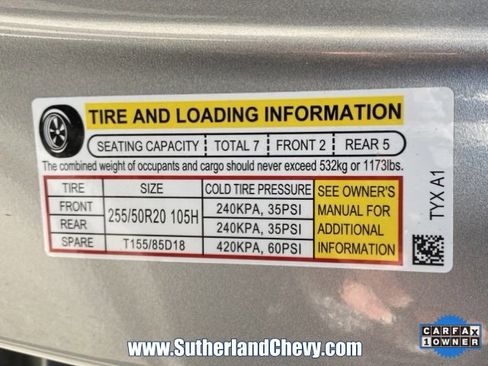 TIRE AND LOADING INFORMATION
SEATING CAPACITY TOTAL 7 FRONT 2 REAR 5
The combined weight of occupants and cargo should never exceed 532kg or 1173lbs.
TIRE SIZE COLD TIRE PRESSURE
FRONT 255/50R20 105H 240KPA, 35PSI
REAR 240KPA, 35PSI
SPARE T155/85D18 420KPA, 60PSI
SEE OWNER'S
MANUAL FOR
ADDITIONAL
INFORMATION
TYX A1
www.SutherlandChevy.com
CARFAX
1 OWNER